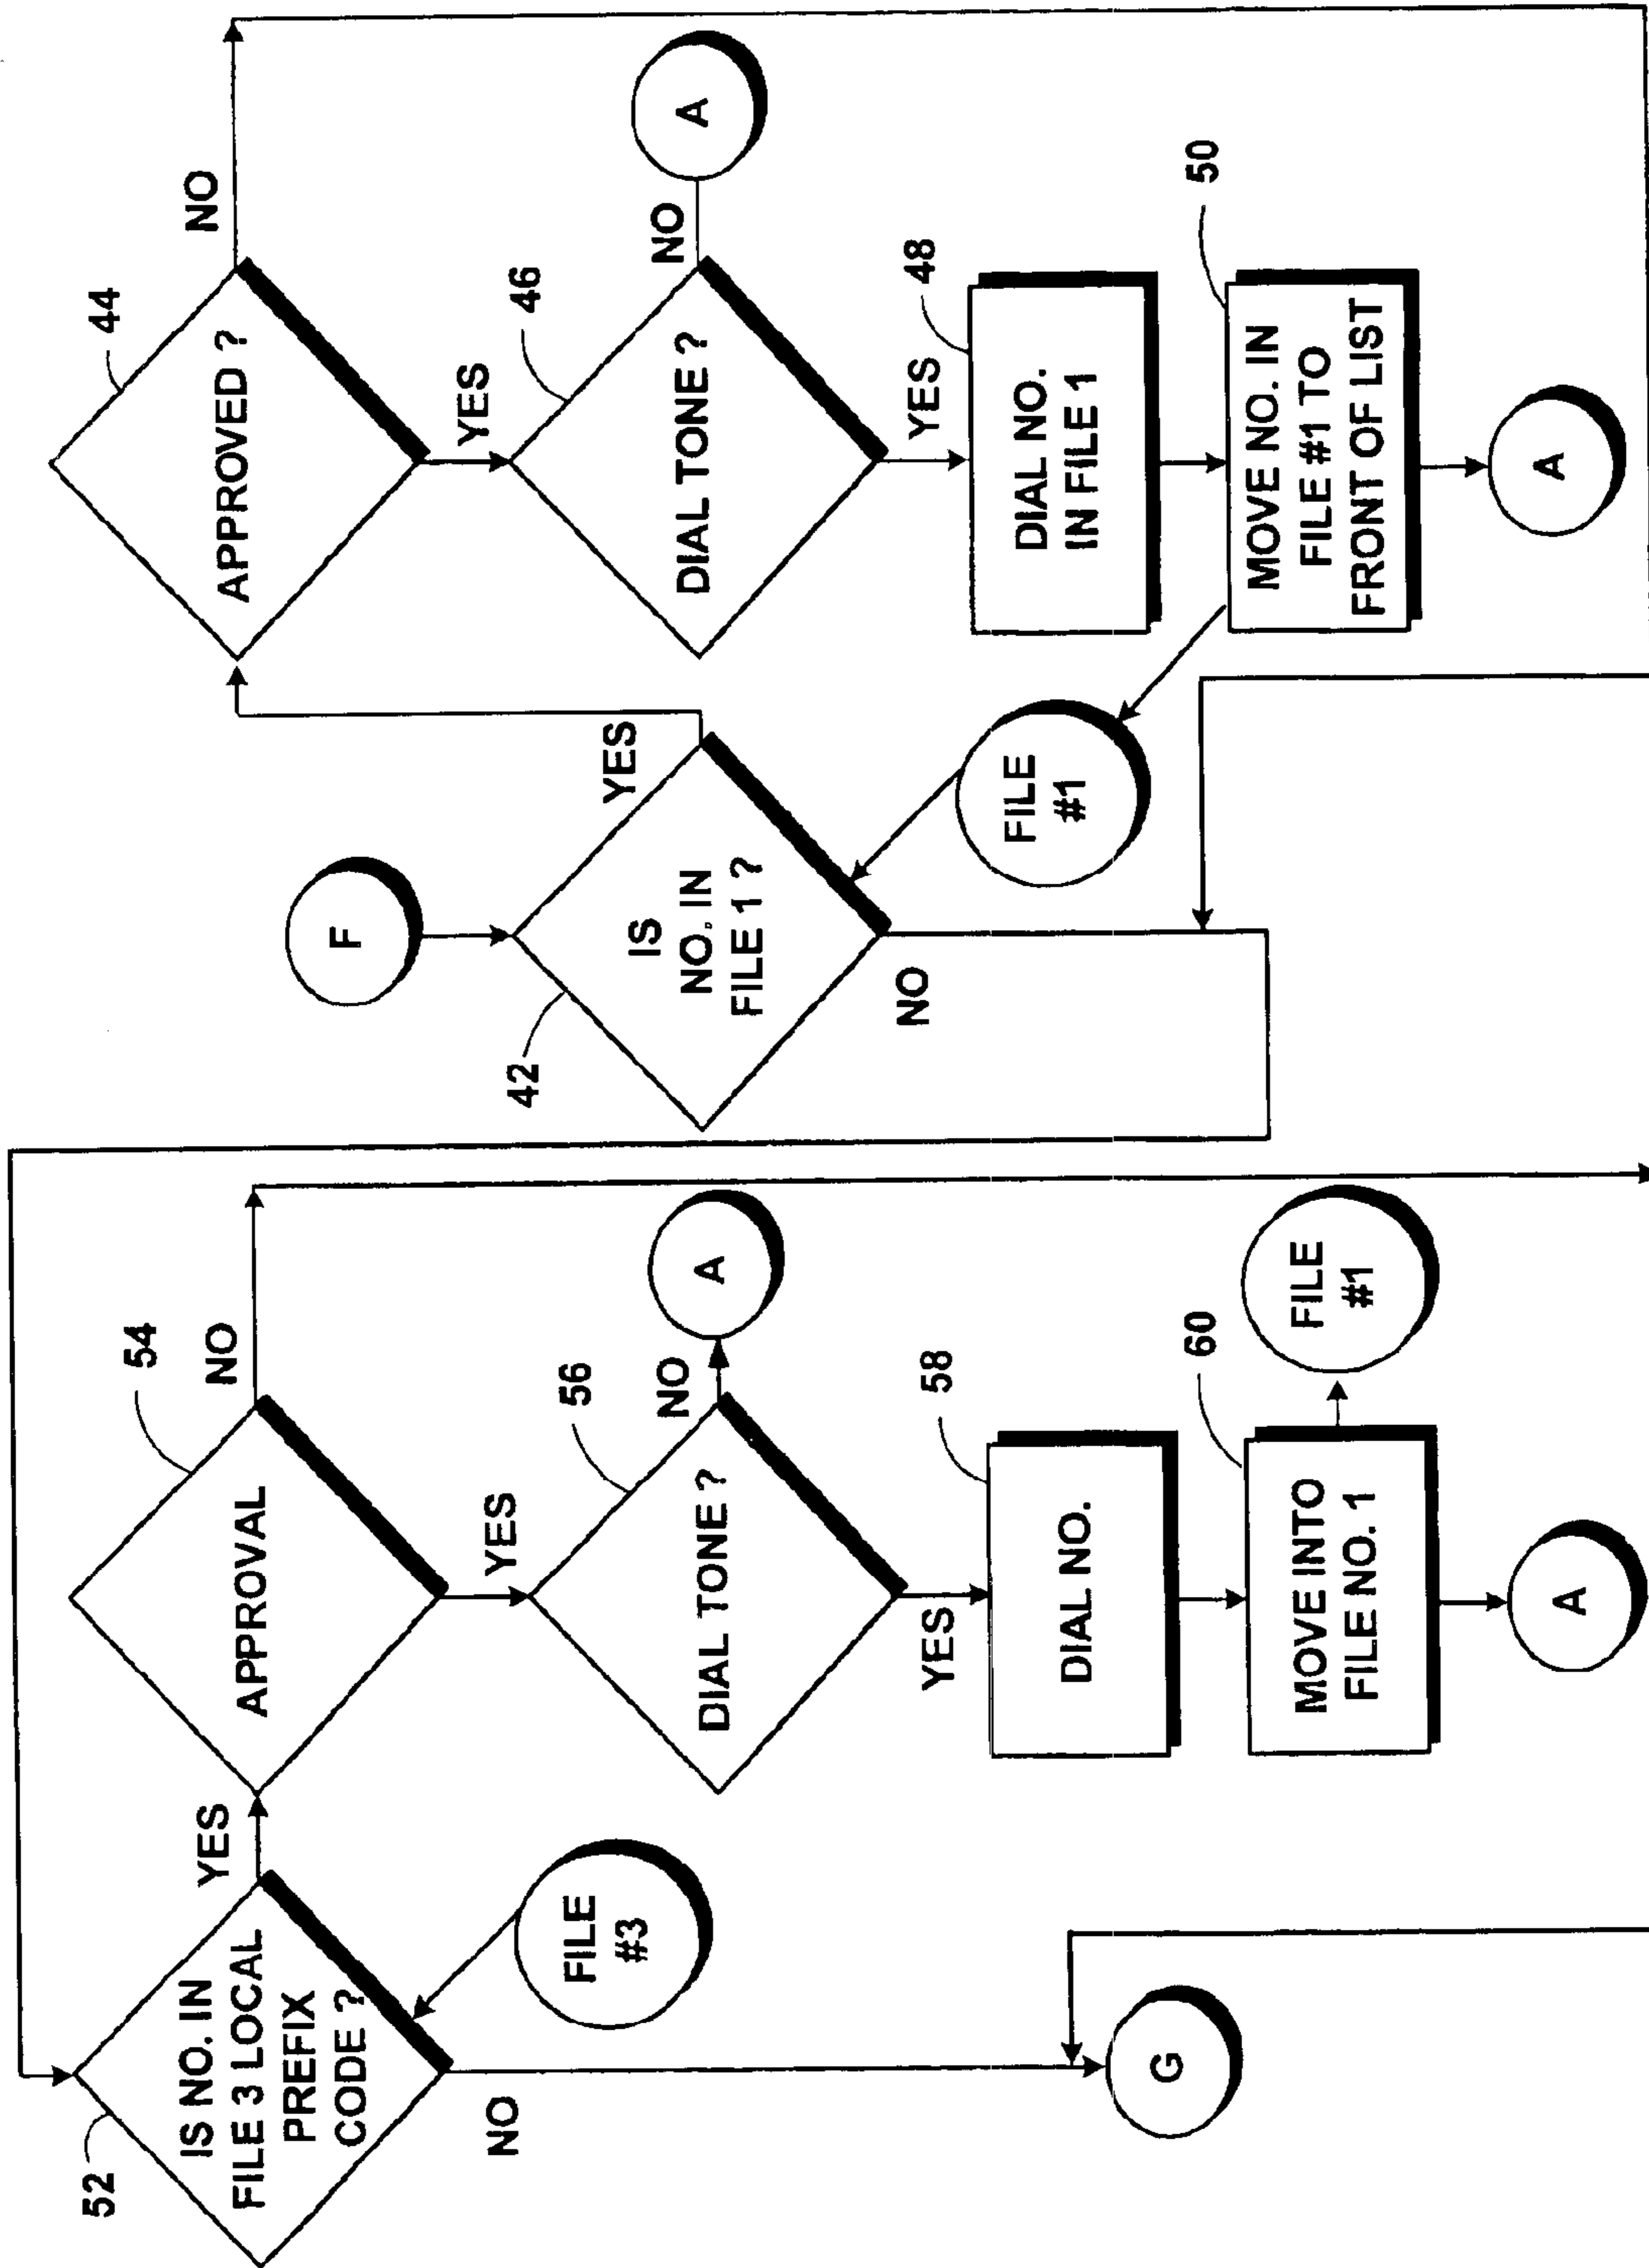 F
42
IS
NO. IN
FILE 1 ?
YES
NO
FILE
#1
44
APPROVED ?
NO
YES
46
DIAL TONE ?
NO
A
YES
48
DIAL NO.
IN FILE 1
50
MOVE NO. IN
FILE #1 TO
FRONT OF LIST
A
52
IS NO. IN
FILE 3 LOCAL
PREFIX
CODE ?
YES
NO
FILE
#3
G
54
APPROVAL
NO
YES
56
DIAL TONE ?
NO
A
YES
58
DIAL NO.
60
MOVE INTO
FILE NO. 1
FILE
#1
A